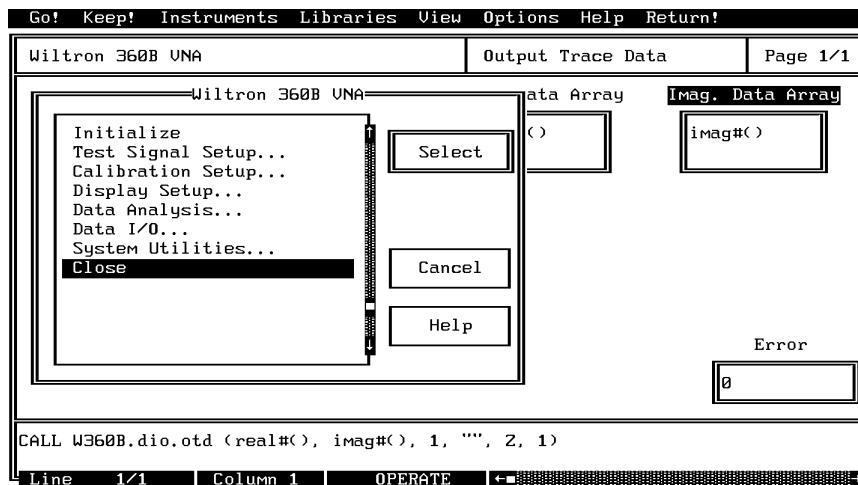 Go! Keep! Instruments Libraries View Options Help Return!
Wiltron 360B VNA
Output Trace Data
Page 1/1
Wiltron 360B VNA
Initialize
Test Signal Setup...
Calibration Setup...
Display Setup...
Data Analysis...
Data I/O...
System Utilities...
Close
Select
Cancel
Help
ata Array
()
Imag. Data Array
imag#()
Error
0
CALL W360B.dio.otd (real#(), imag#(), 1, "", 2, 1)
Line 1/1 Column 1 OPERATE